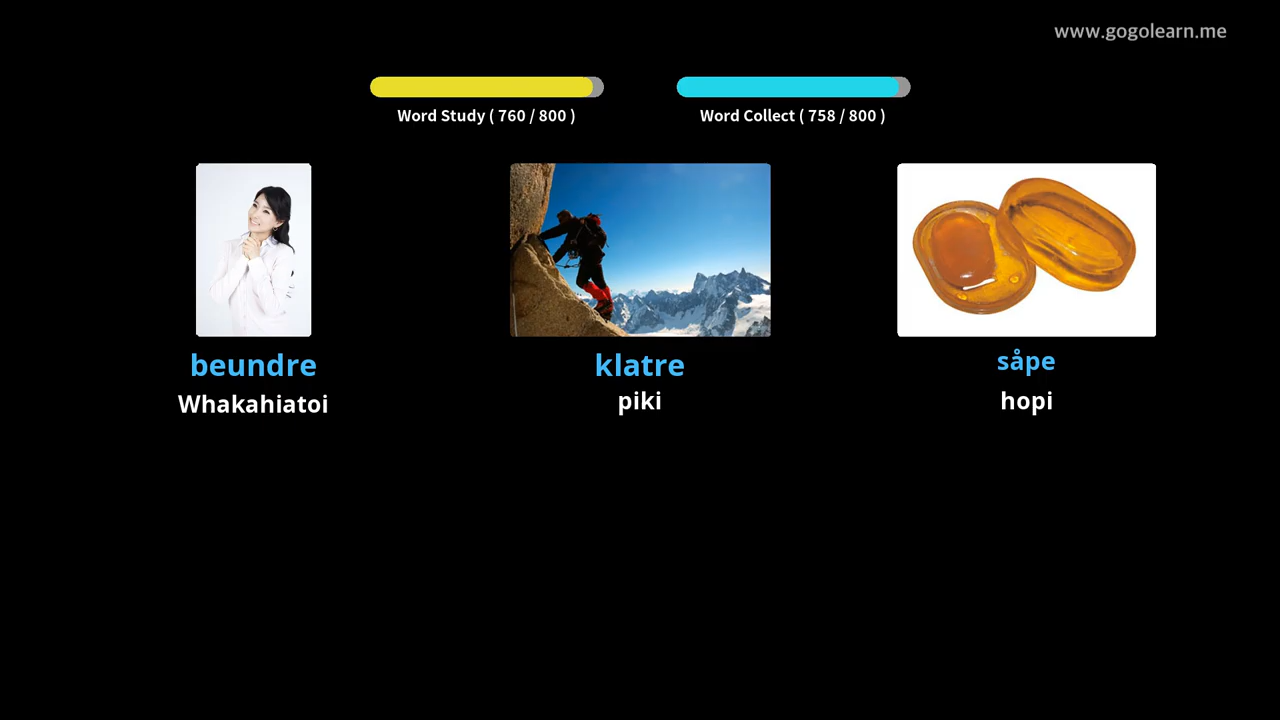 www.gogolearn.me
Word Study ( 760 / 800 )
Word Collect ( 758 / 800 )
beundre
Whakahiatoi
klatre
piki
såpe
hopi